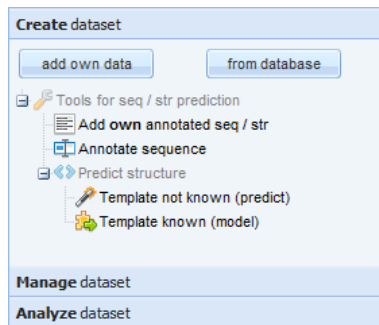 Create dataset
add own data from database
Tools for seq / str prediction
Add own annotated seq / str
Annotate sequence
Predict structure
Template not known (predict)
Template known (model)
Manage dataset
Analyze dataset